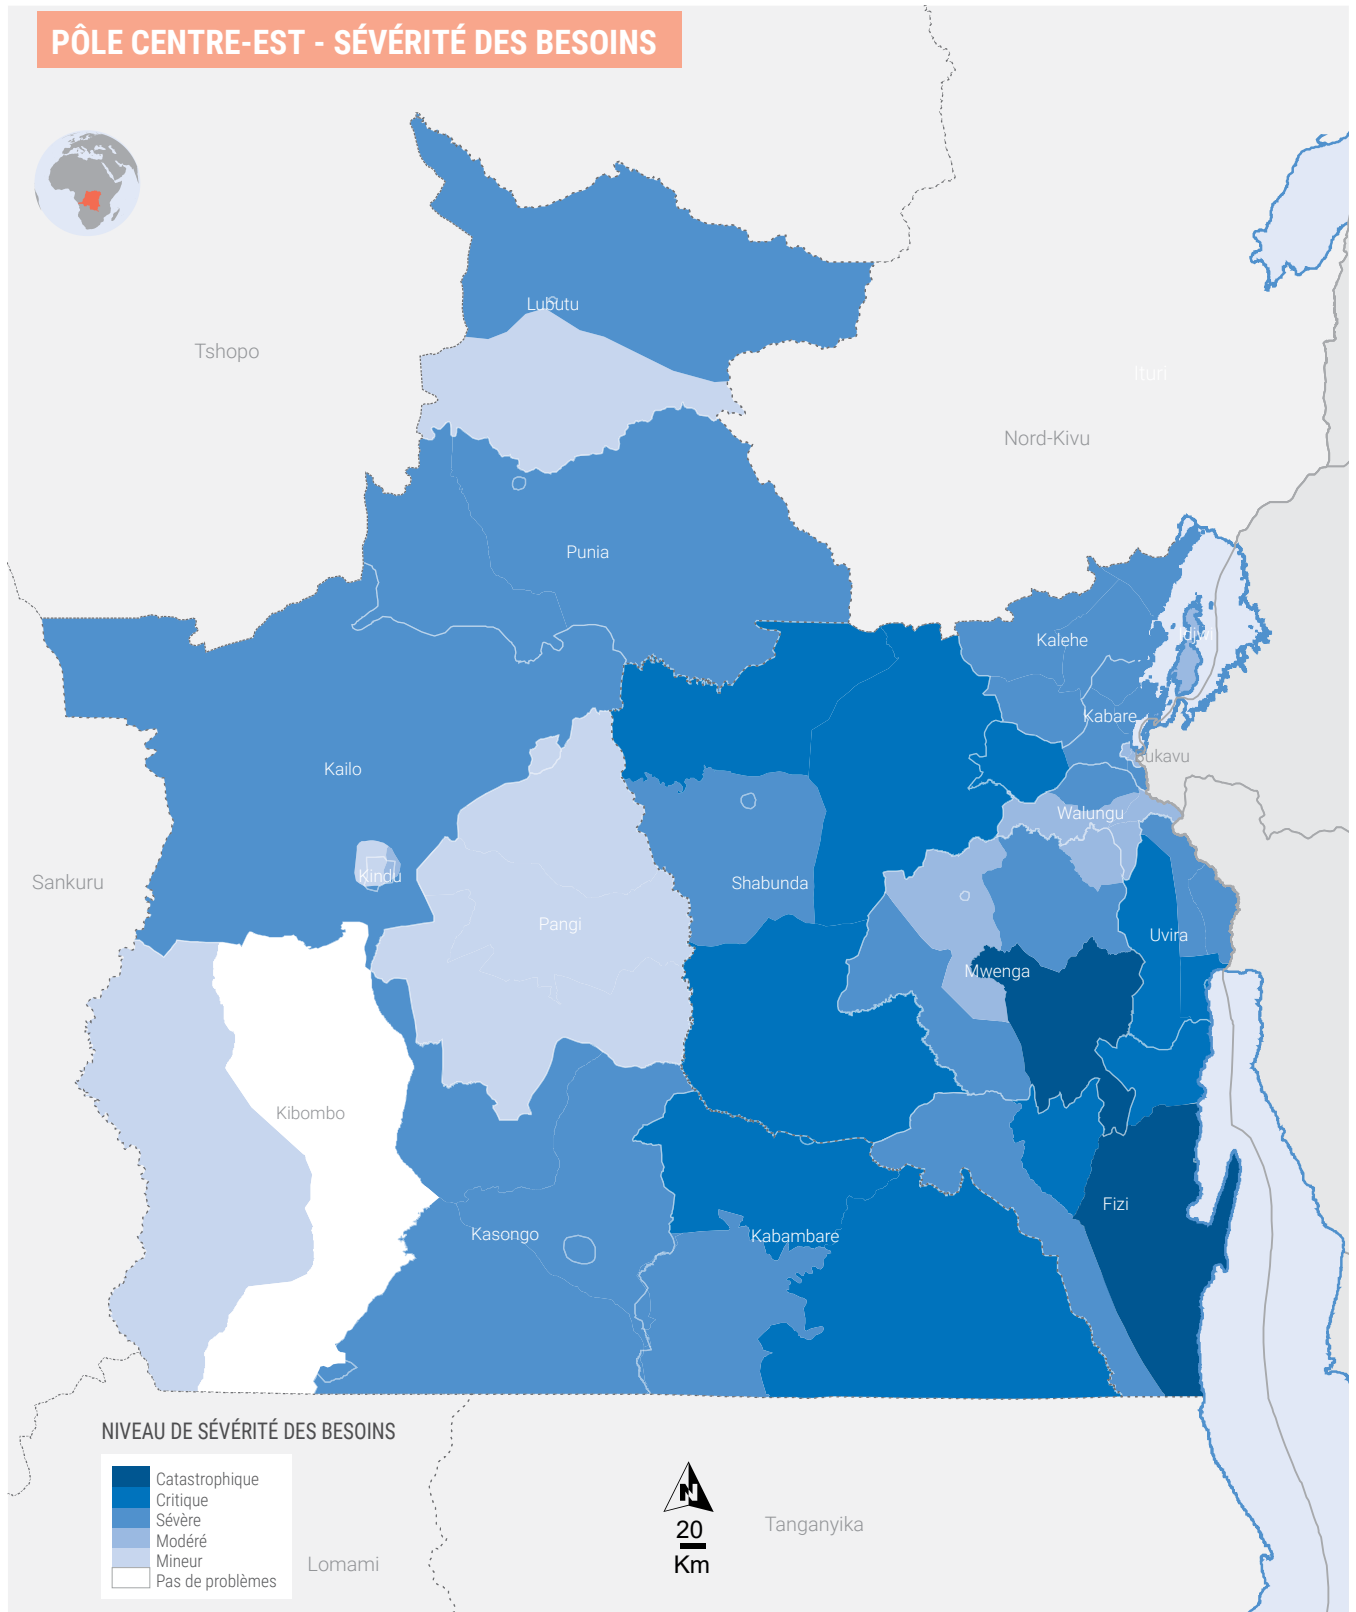 PÔLE CENTRE-EST - SÉVÉRITÉ DES BESOINS
Lubutu
Tshopo
Ituri
Nord-Kivu
Punia
Kalehe
Idjwi
Kabare
Bukavu
Kailo
Walungu
Kindu
Sankuru
Shabunda
Pangi
Uvira
Mwenga
Kibombo
Fizi
Kasongo
Kabambare
NIVEAU DE SÉVÉRITÉ DES BESOINS
Catastrophique
Critique
Sévère
Modéré
Mineur
Pas de problèmes
N
20
Km
Tanganyika
Lomami